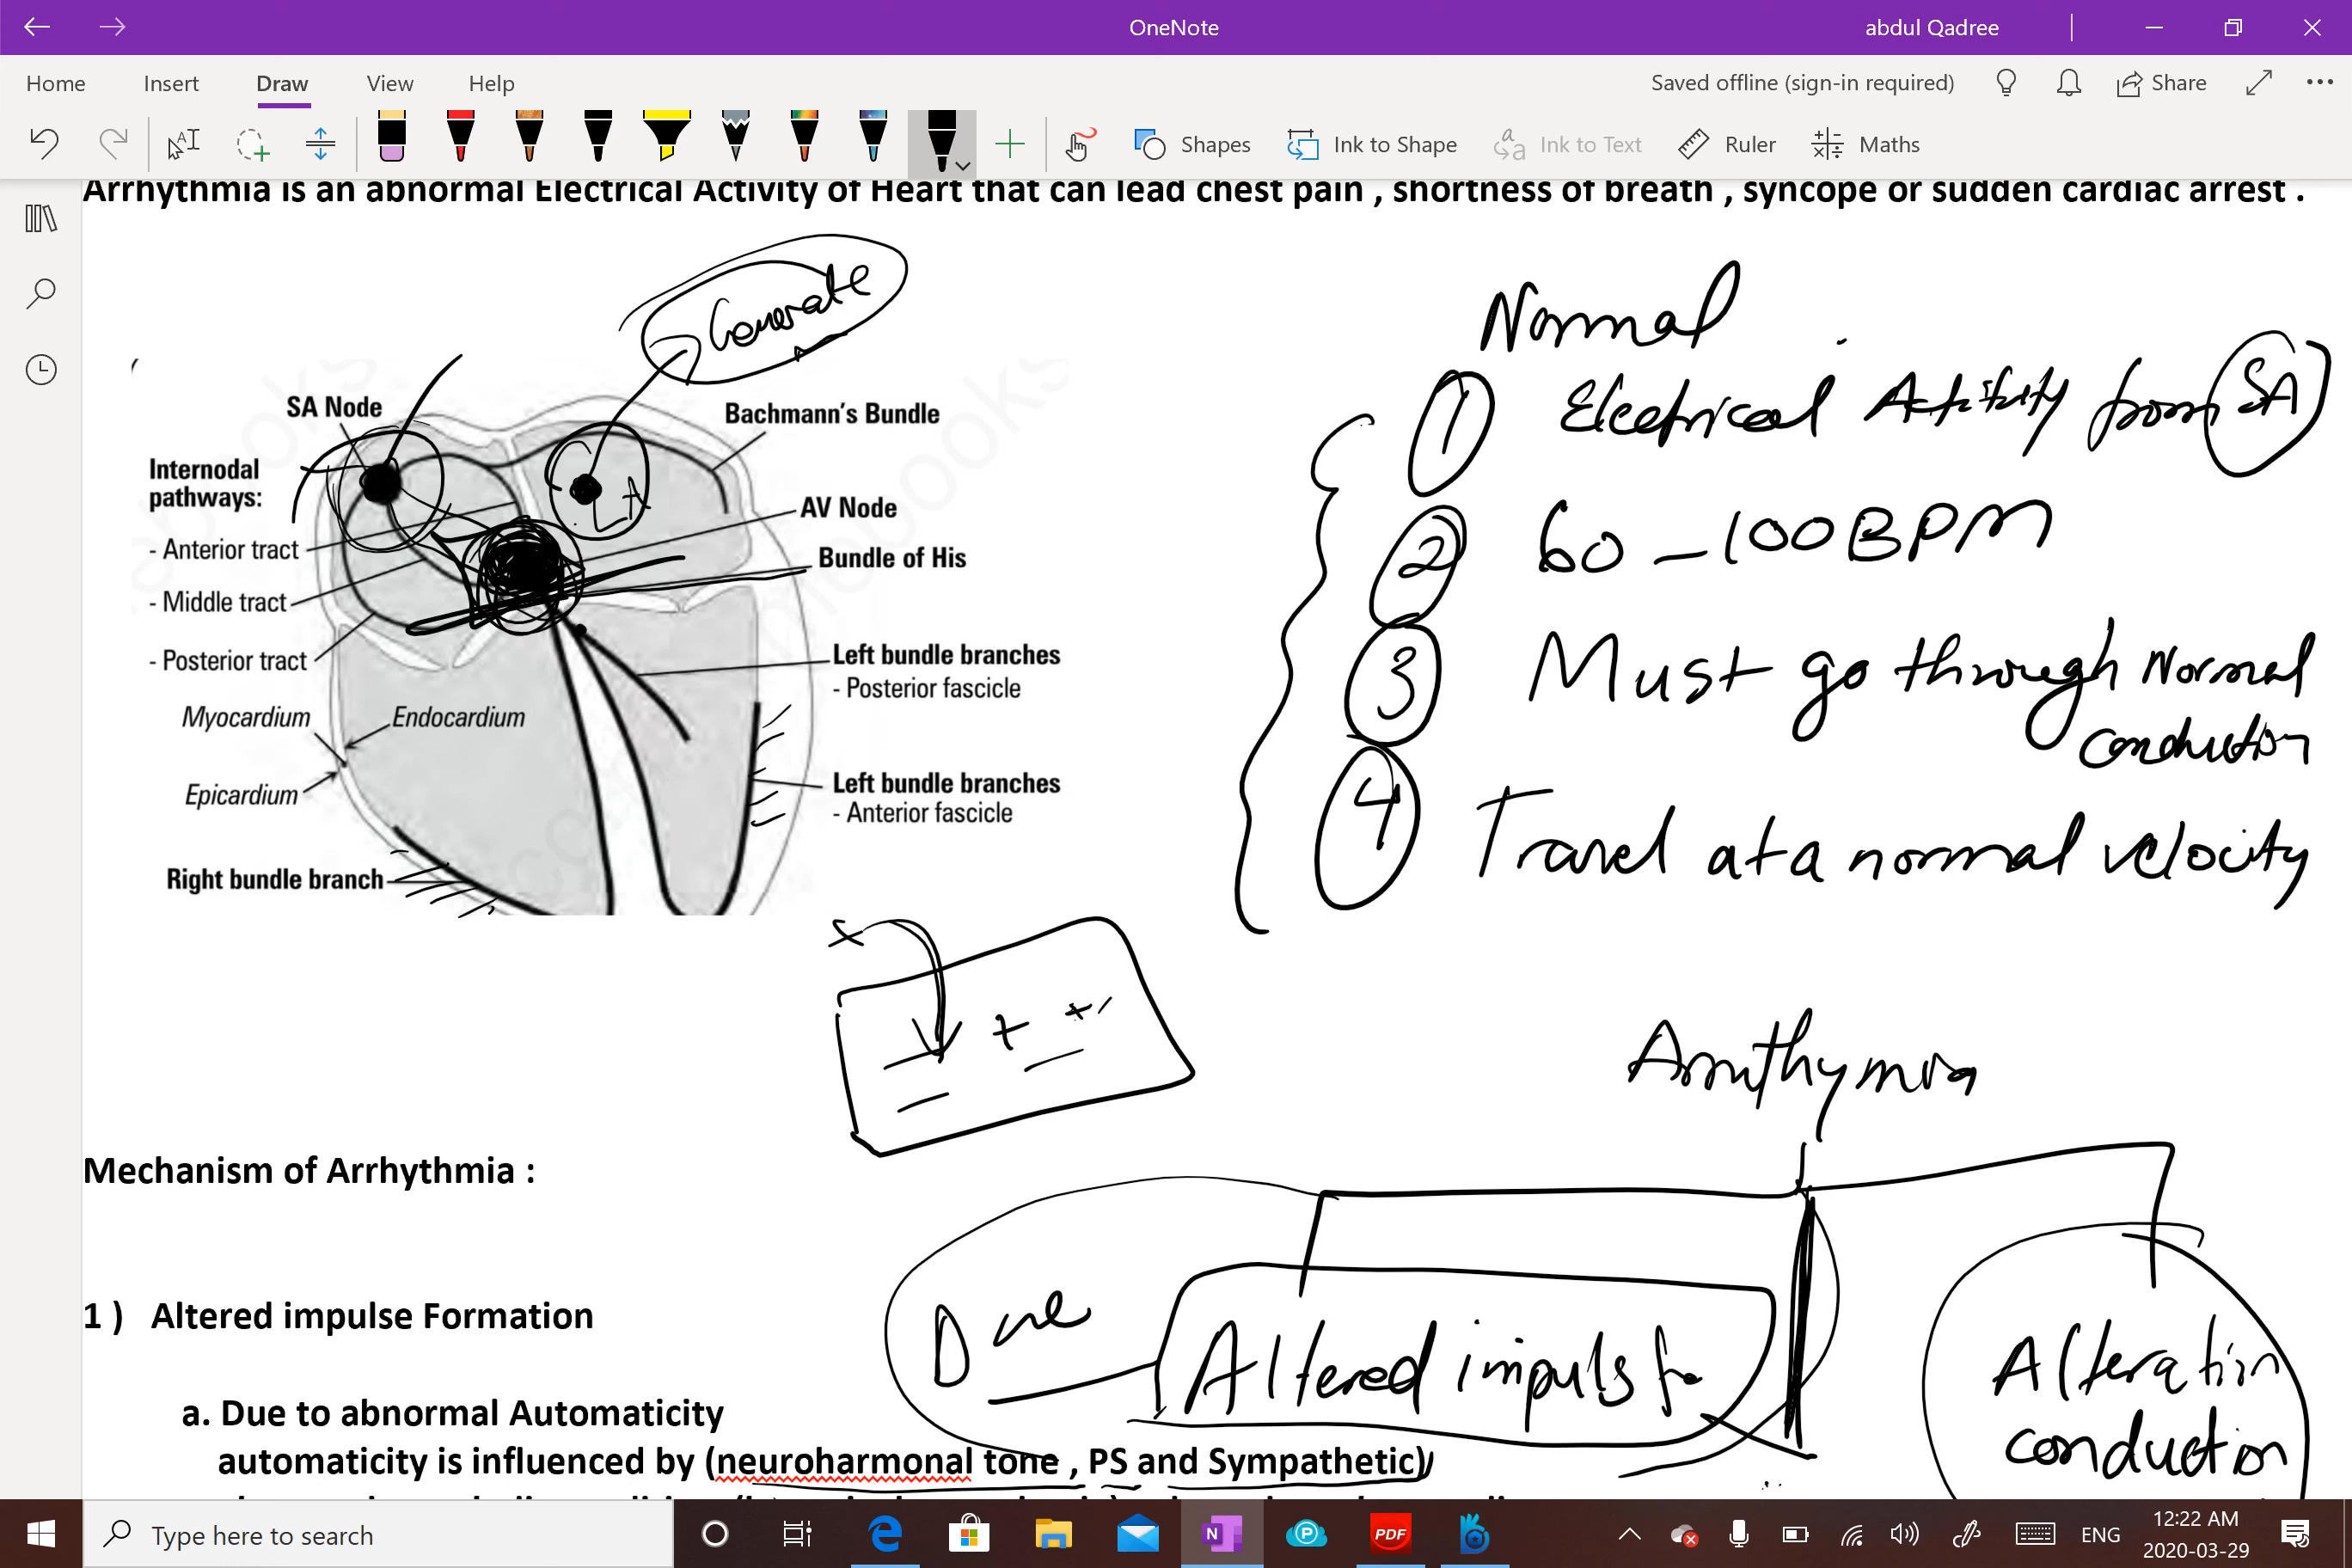 OneNote
abdul Qadree
Home Insert Draw View Help
Saved offline (sign-in required)
Share
Shapes
Ink to Shape
Ink to Text
Ruler
Maths
Arrhythmia is an abnormal Electrical Activity of Heart that can lead chest pain , shortness of breath , syncope or sudden cardiac arrest .
Generate
SA Node
Bachmann's Bundle
Internodal
pathways:
- Anterior tract
- Middle tract
- Posterior tract
LA
AV Node
Bundle of His
Left bundle branches
- Posterior fascicle
Myocardium
Endocardium
Epicardium
Left bundle branches
- Anterior fascicle
Right bundle branch
Normal
1 Electrical Activity from SA
2 60 - 100 BPM
3 Must go through Normal
conduction
4 Travel at a normal velocity
Mechanism of Arrhythmia :
1 ) Altered impulse Formation
Altered impuls fo
Alteration
conduction
a. Due to abnormal Automaticity
automaticity is influenced by (neuroharmonal tone , PS and Sympathetic)
Type here to search
ENG
12:22 AM
2020-03-29